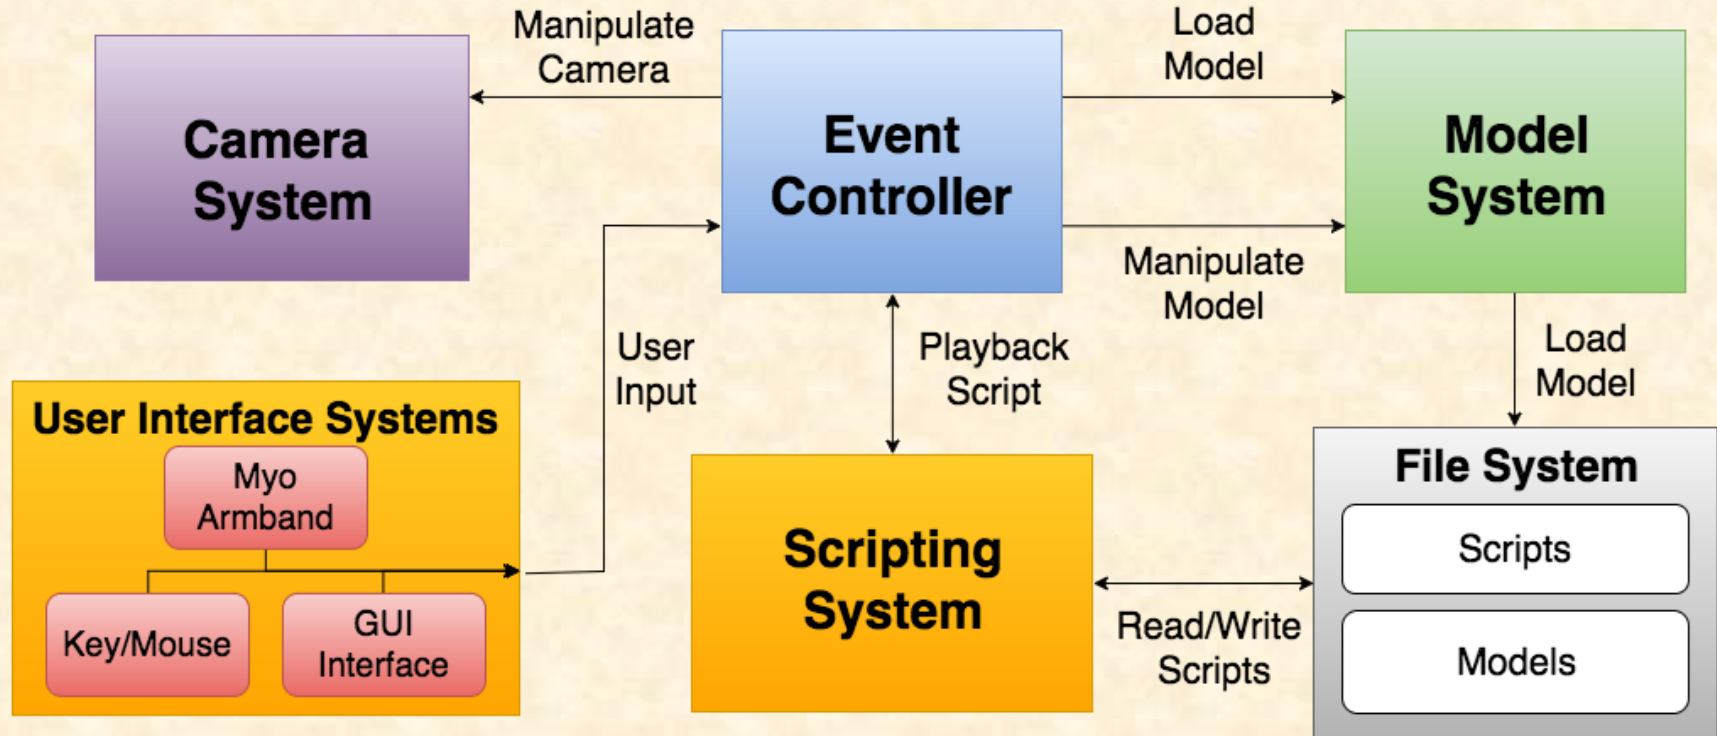 Manipulate
Camera
Load
Model
Camera
System
Event
Controller
Model
System
Manipulate
Model
User
Input
Playback
Script
Load
Model
User Interface Systems
Myo
Armband
Key/Mouse
GUI
Interface
Scripting
System
Read/Write
Scripts
File System
Scripts
Models